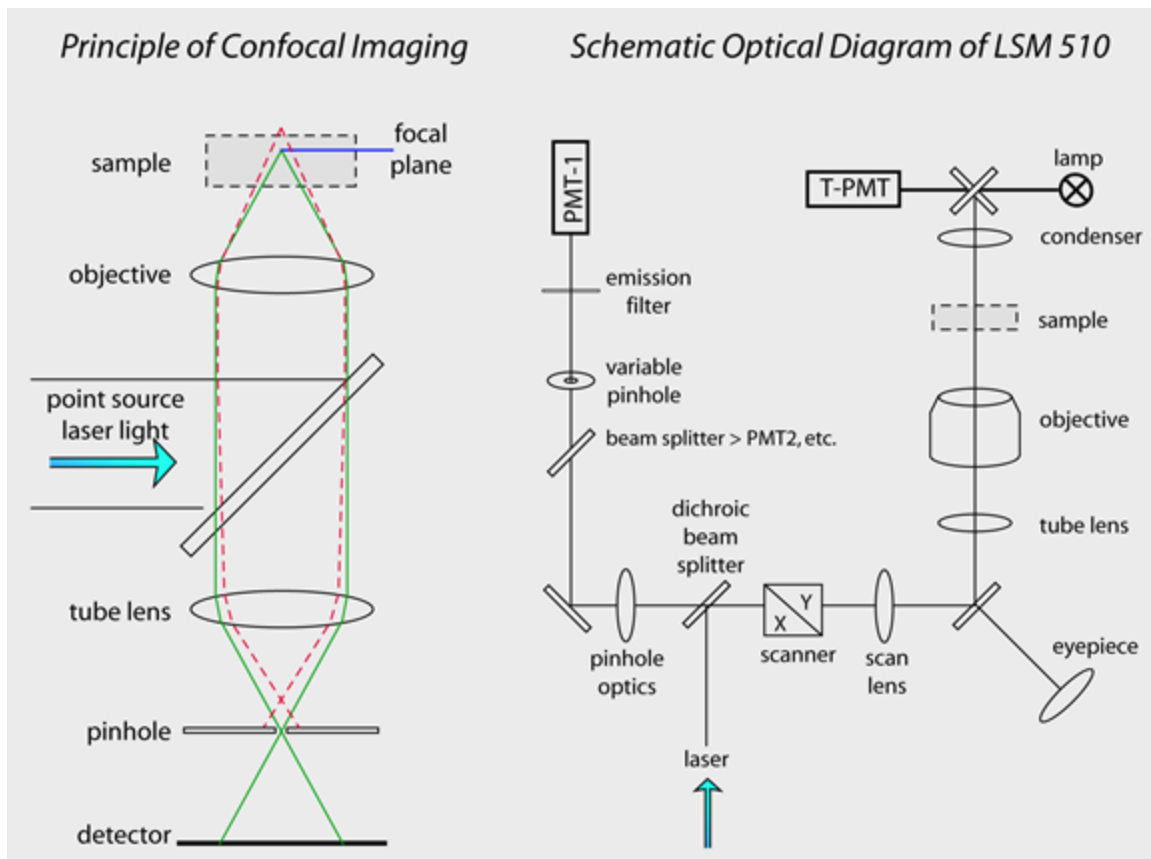 Principle of Confocal Imaging
sample
focal
plane
objective
point source
laser light
tube lens
pinhole
detector
Schematic Optical Diagram of LSM 510
PMT-1
emission
filter
variable
pinhole
beam splitter > PMT2, etc.
dichroic
beam
splitter
pinhole
optics
Y
X
scanner
scan
lens
laser
T-PMT
lamp
condenser
sample
objective
tube lens
eyepiece